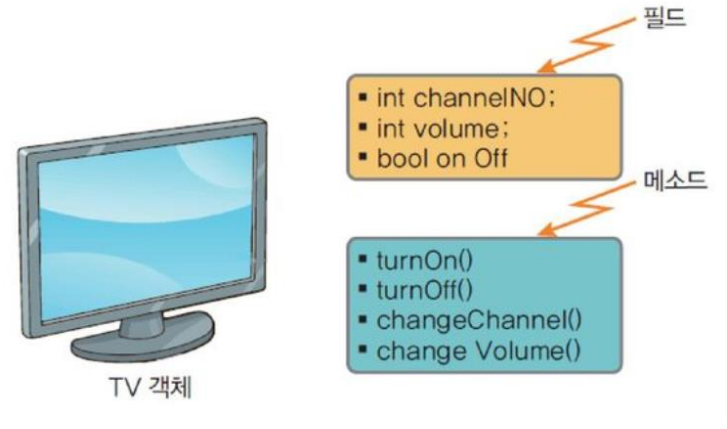 필드
▪ int channelNO;
▪ int volume;
▪ bool on Off
메소드
▪ turnOn()
▪ turnOff()
▪ changeChannel()
▪ change Volume()
TV 객체